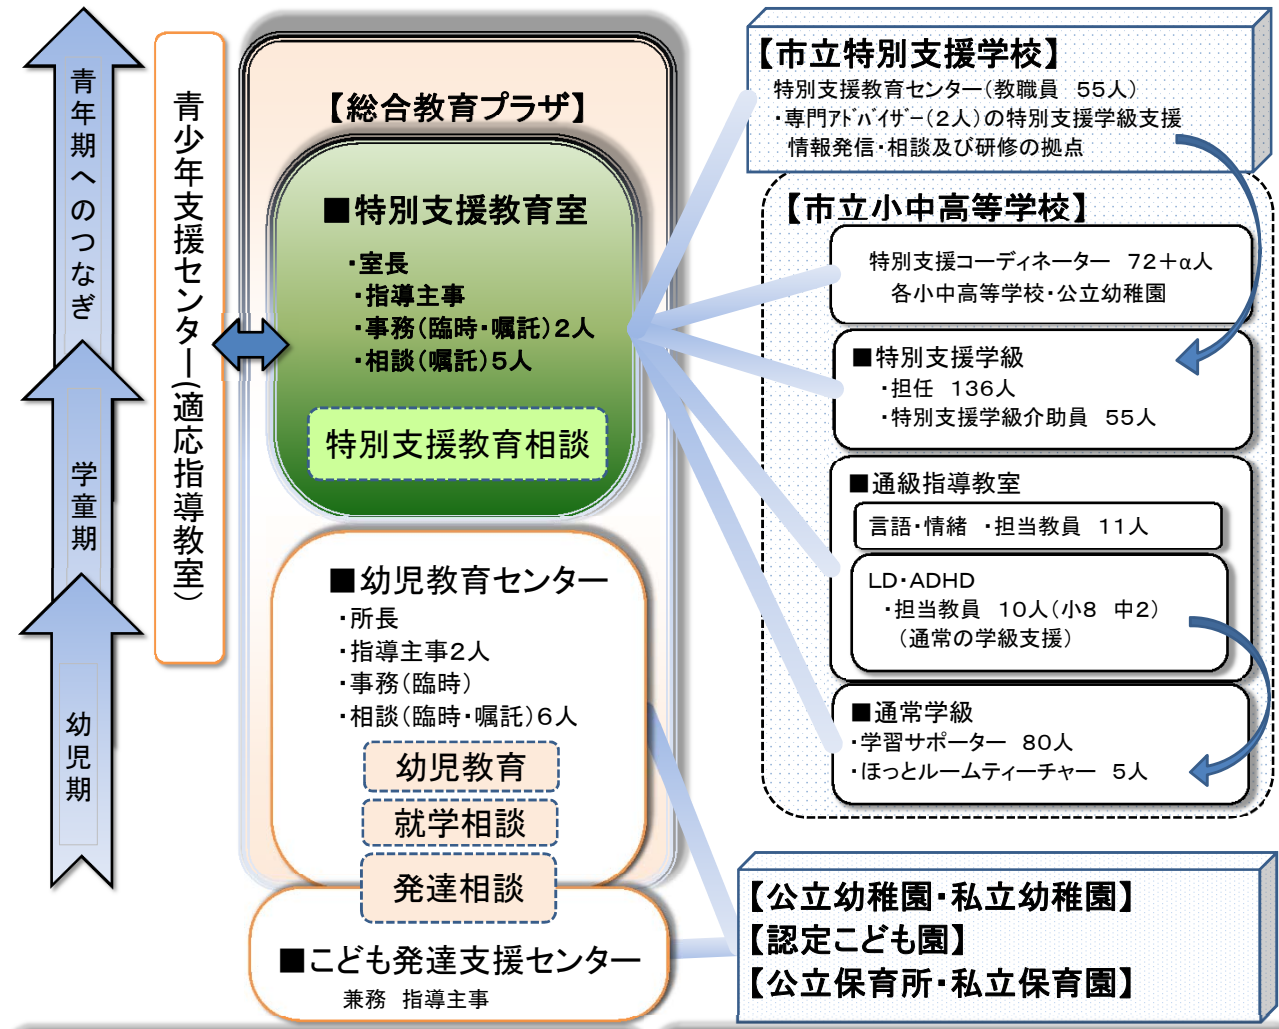 青年期へのつなぎ
学童期
幼児期
青少年支援センター(適応指導教室)
【総合教育プラザ】
■特別支援教育室
・室長
・指導主事
・事務(臨時・嘱託)2人
・相談(嘱託)5人
特別支援教育相談
■幼児教育センター
・所長
・指導主事2人
・事務(臨時)
・相談(臨時・嘱託)6人
幼児教育
就学相談
発達相談
■こども発達支援センター
兼務 指導主事
【市立特別支援学校】
特別支援教育センター(教職員 55人)
・専門アドバイザー(2人)の特別支援学級支援
情報発信・相談及び研修の拠点
【市立小中高等学校】
特別支援コーディネーター 72+α人
各小中高等学校・公立幼稚園
■特別支援学級
・担任 136人
・特別支援学級介助員 55人
■通級指導教室
言語・情緒 ・担当教員 11人
LD・ADHD
・担当教員 10人(小8 中2)
(通常の学級支援)
■通常学級
・学習サポーター 80人
・ほっとルームティーチャー 5人
【公立幼稚園・私立幼稚園】
【認定こども園】
【公立保育所・私立保育園】